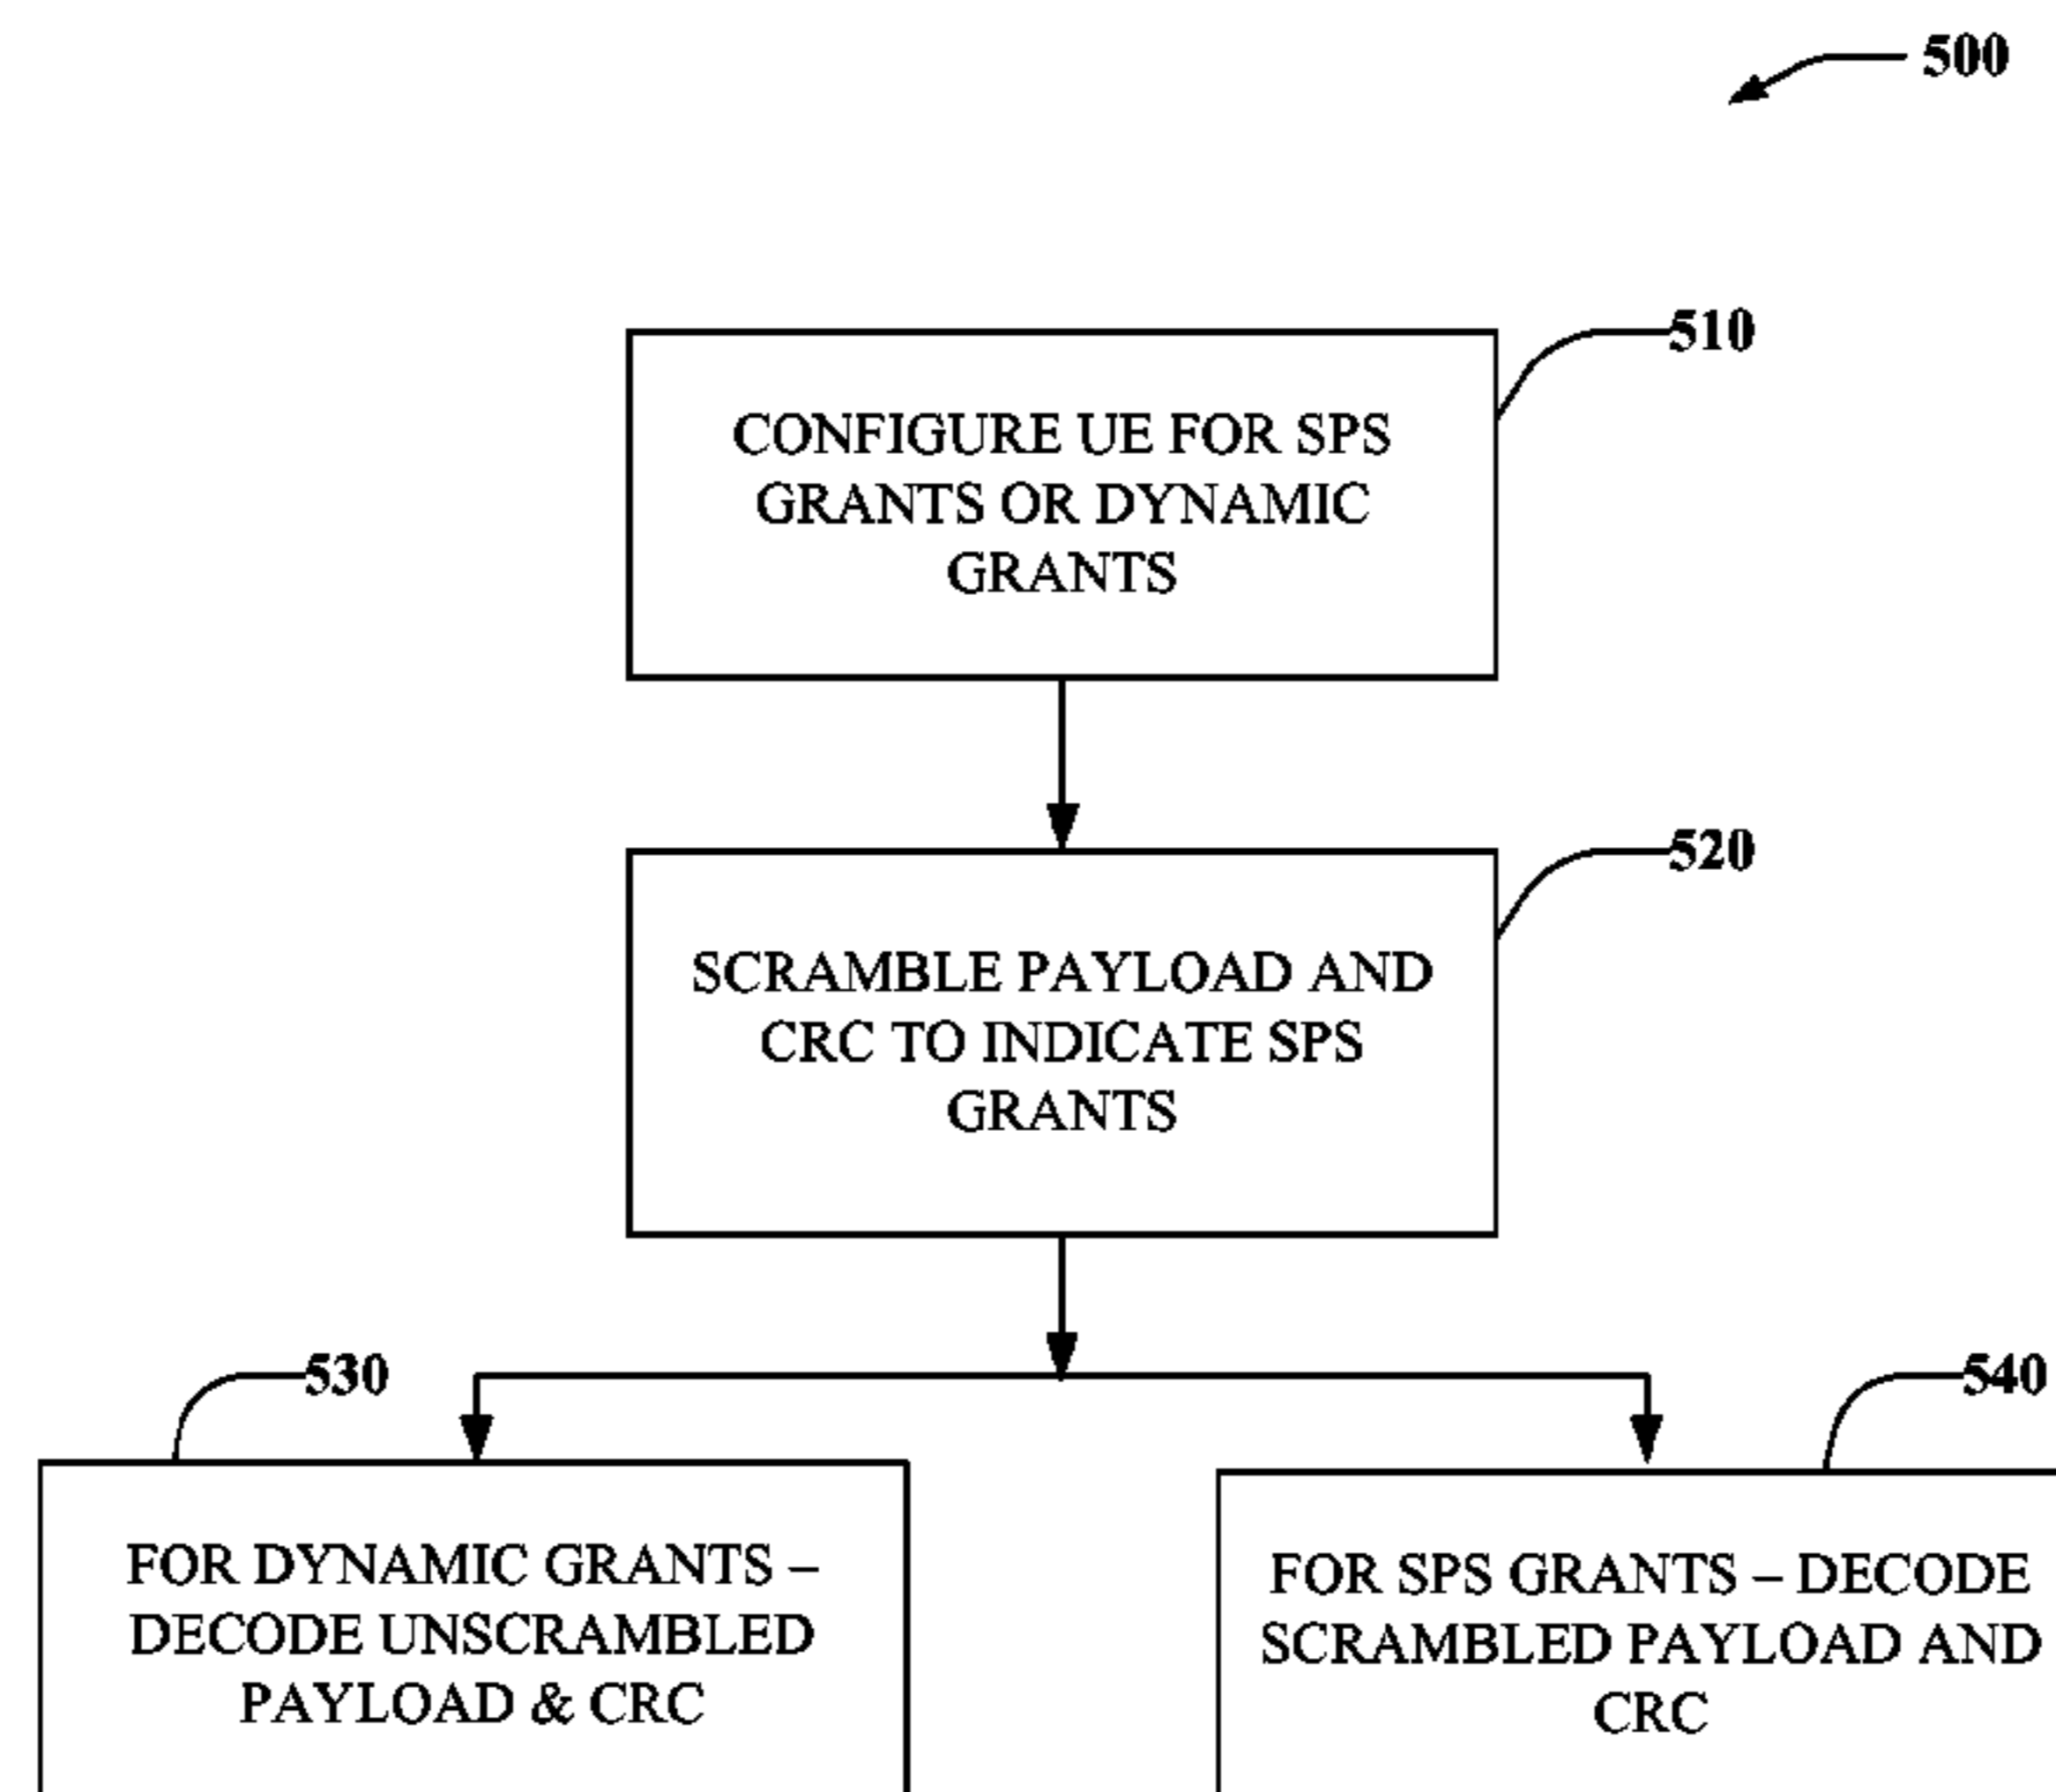 500
510
CONFIGURE UE FOR SPS
GRANTS OR DYNAMIC
GRANTS
520
SCRAMBLE PAYLOAD AND
CRC TO INDICATE SPS
GRANTS
530
FOR DYNAMIC GRANTS –
DECODE UNSCRAMBLED
PAYLOAD & CRC
540
FOR SPS GRANTS – DECODE
SCRAMBLED PAYLOAD AND
CRC